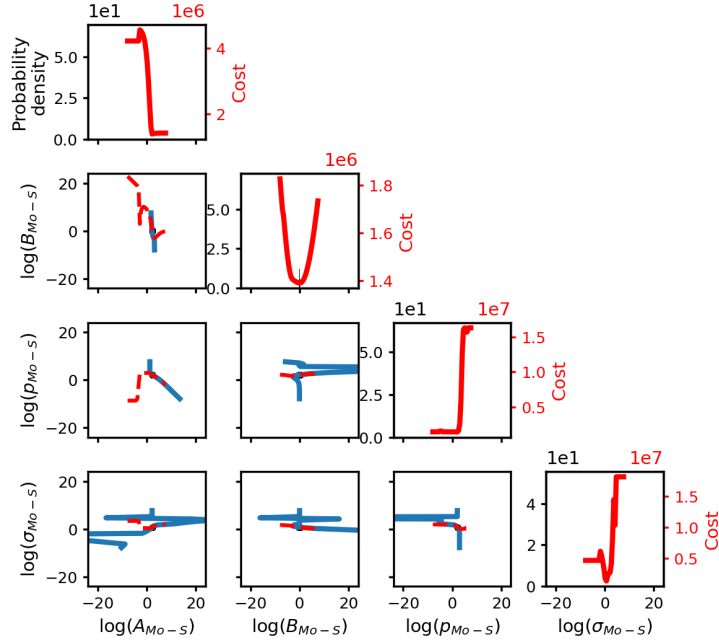 1e1 1e6
Probability density
5.0
2.5
0.0
4
2
Cost
1e6
log(B_{Mo−S})
20
0
−20
5.0
2.5
0.0
1.8
1.6
1.4
Cost
1e1 1e7
log(p_{Mo−S})
20
0
−20
5.0
2.5
0.0
1.5
1.0
0.5
Cost
1e1 1e7
log(σ_{Mo−S})
20
0
−20
4
2
0
1.5
1.0
0.5
Cost
−20 0 20 −20 0 20 −20 0 20 −20 0 20
log(A_{Mo−S}) log(B_{Mo−S}) log(p_{Mo−S}) log(σ_{Mo−S})